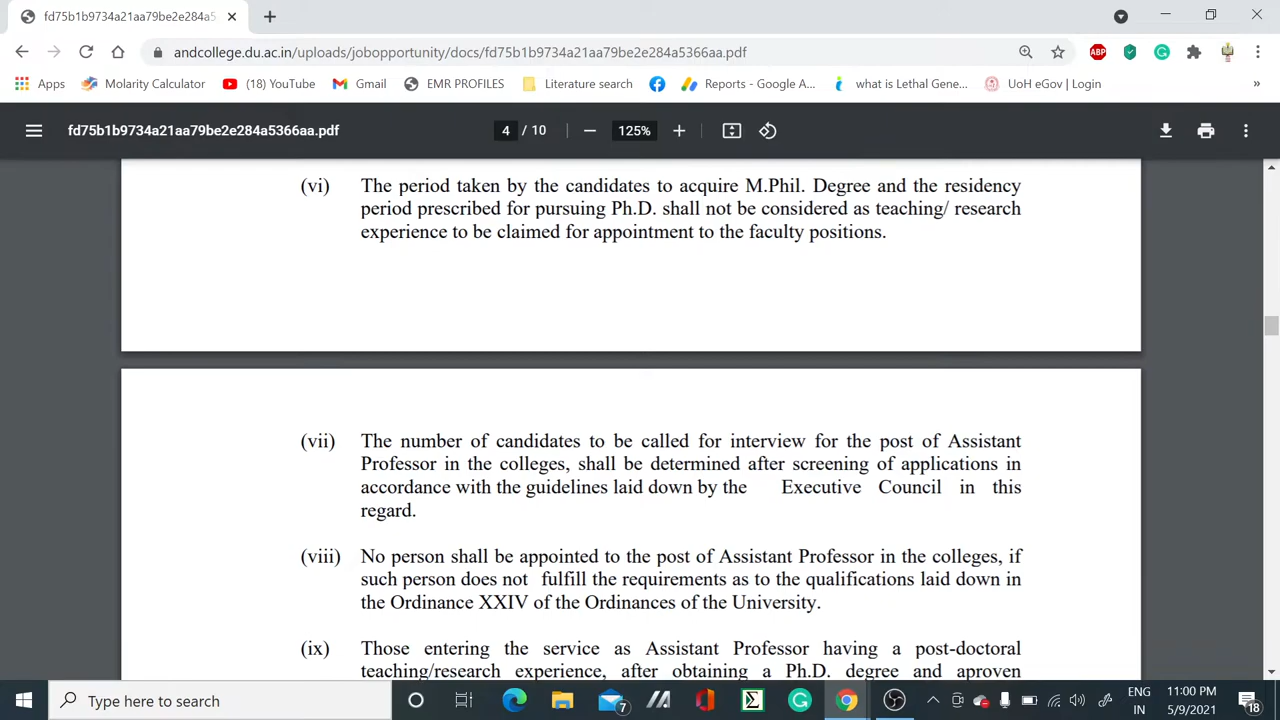 fd75b1b9734a21aa79be2e284a5
andcollege.du.ac.in/uploads/jobopportunity/docs/fd75b1b9734a21aa79be2e284a5366aa.pdf
ABP
Apps Molarity Calculator (18) YouTube Gmail EMR PROFILES Literature search Reports - Google A... what is Lethal Gene... UoH eGov | Login »
fd75b1b9734a21aa79be2e284a5366aa.pdf 4 / 10 125%
(vi) The period taken by the candidates to acquire M.Phil. Degree and the residency
period prescribed for pursuing Ph.D. shall not be considered as teaching/ research
experience to be claimed for appointment to the faculty positions.
(vii) The number of candidates to be called for interview for the post of Assistant
Professor in the colleges, shall be determined after screening of applications in
accordance with the guidelines laid down by the Executive Council in this
regard.
(viii) No person shall be appointed to the post of Assistant Professor in the colleges, if
such person does not fulfill the requirements as to the qualifications laid down in
the Ordinance XXIV of the Ordinances of the University.
(ix) Those entering the service as Assistant Professor having a post-doctoral
teaching/research experience, after obtaining a Ph.D. degree and aproven
Type here to search 7 ENG 11:00 PM
IN 5/9/2021 18